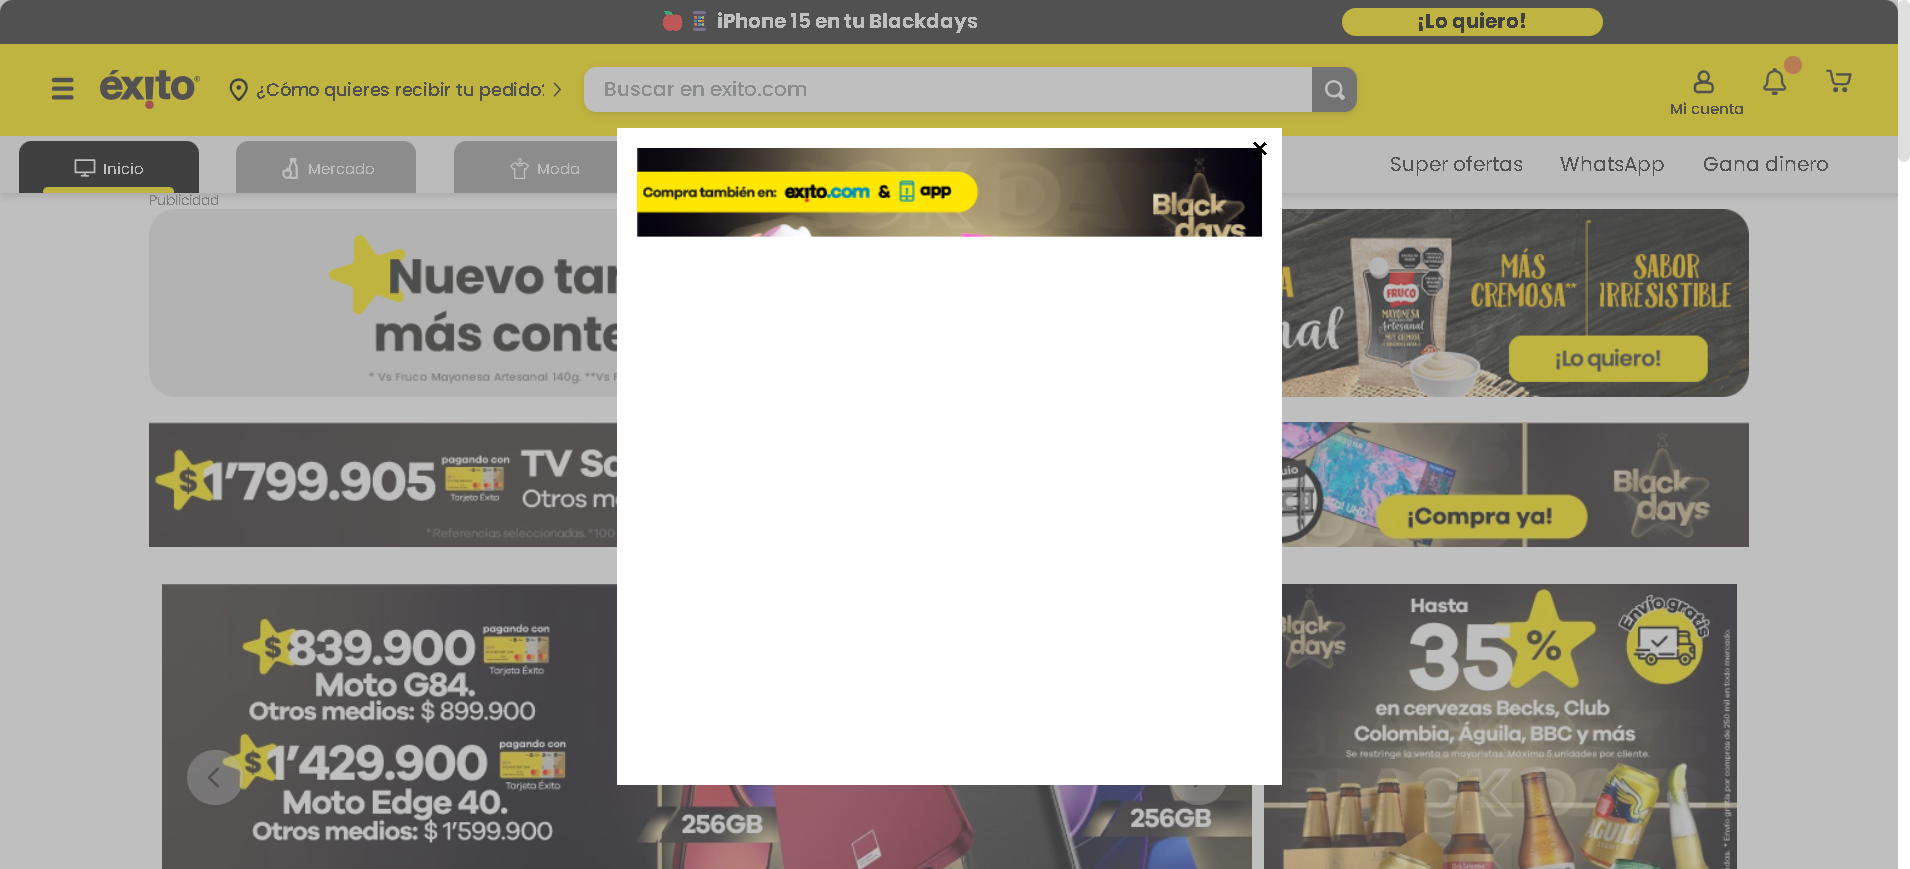 iPhone 15 en tu Blackdays
¡Lo quiero!
éxito
¿Cómo quieres recibir tu pedido?
Buscar en exito.com
Mi cuenta
Inicio
Mercado
Moda
Super ofertas
WhatsApp
Gana dinero
Publicidad
Compra también en: exito.com & app
Black
days
Nuevo
más
* Vs Fruco Mayonesa Artesanal 140g. **Vs
FRUCO
MAYONESA
Artesanal
MÁS
CREMOSA**
SABOR
IRRESISTIBLE
¡Lo quiero!
$1'799.905
pagando con
Tarjeta Éxito
TV
Otros
*Referencias seleccionadas. *100
¡Compra ya!
Black
days
$839.900
pagando con
Tarjeta Éxito
Moto G84.
Otros medios: $ 899.900
$1'429.900
pagando con
Tarjeta Éxito
Moto Edge 40.
Otros medios: $ 1'599.900
256GB
256GB
Hasta
35%
Envío gratis
en cervezas Becks, Club
Colombia, Águila, BBC y más
Se restringe la venta a mayoristas. Máximo 5 unidades por cliente.